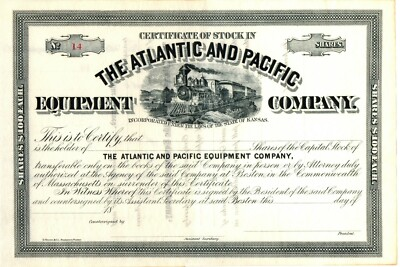 CERTIFICATE OF STOCK IN
No. 14
SHARES.
THE ATLANTIC AND PACIFIC
EQUIPMENT COMPANY.
INCORPORATED UNDER THE LAWS OF THE STATE OF KANSAS.
SHARES $100 EACH.
SHARES $100 EACH.
This is to Certify, that
is the holder of Shares of the Capital Stock of
THE ATLANTIC AND PACIFIC EQUIPMENT COMPANY,
transferable only on the books of the said Company in person or by Attorney duly
authorized at the Agency of the said Company at Boston, in the Commonwealth
of Massachusetts on surrender of this Certificate.
In Witness Whereof this Certificate is signed by the President of the said Company
and countersigned by its Assistant Secretary at said Boston this day of
18
Countersigned by
President.
Assistant Secretary.